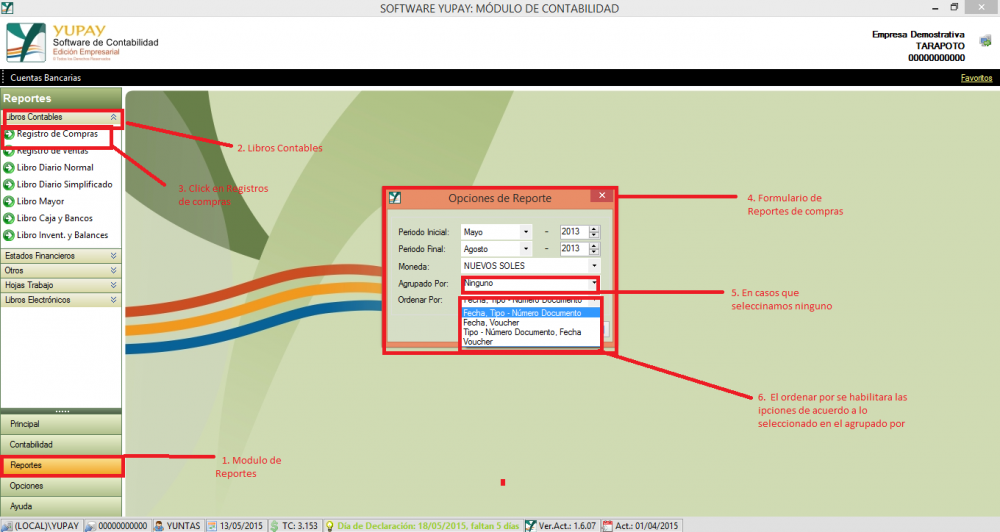 SOFTWARE YUPAY: MÓDULO DE CONTABILIDAD
YUPAY
Software de Contabilidad
Edición Empresarial
© Todos los Derechos Reservados
Empresa Demostrativa
TARAPOTO
00000000000
Cuentas Bancarias
Favoritos
Reportes
Libros Contables
Registro de Compras
Registro de Ventas
Libro Diario Normal
Libro Diario Simplificado
Libro Mayor
Libro Caja y Bancos
Libro Invent. y Balances
Estados Financieros
Otros
Hojas Trabajo
Libros Electrónicos
Principal
Contabilidad
Reportes
Opciones
Ayuda
2. Libros Contables
3. Click en Registros
de compras
1. Modulo de
Reportes
Opciones de Reporte
Periodo Inicial: Mayo - 2013
Periodo Final: Agosto - 2013
Moneda: NUEVOS SOLES
Agrupado Por: Ninguno
Ordenar Por: Fecha, Tipo - Número Documento
Fecha, Tipo - Número Documento
Fecha, Voucher
Tipo - Número Documento, Fecha
Voucher
4. Formulario de
Reportes de compras
5. En casos que
seleccinamos ninguno
6. El ordenar por se habilitara las
ipciones de acuerdo a lo
seleccionado en el agrupado por
(LOCAL)\YUPAY 00000000000 YUNTAS 13/05/2015 TC: 3.153 Día de Declaración: 18/05/2015, faltan 5 días Ver.Act.: 1.6.07 Act.: 01/04/2015